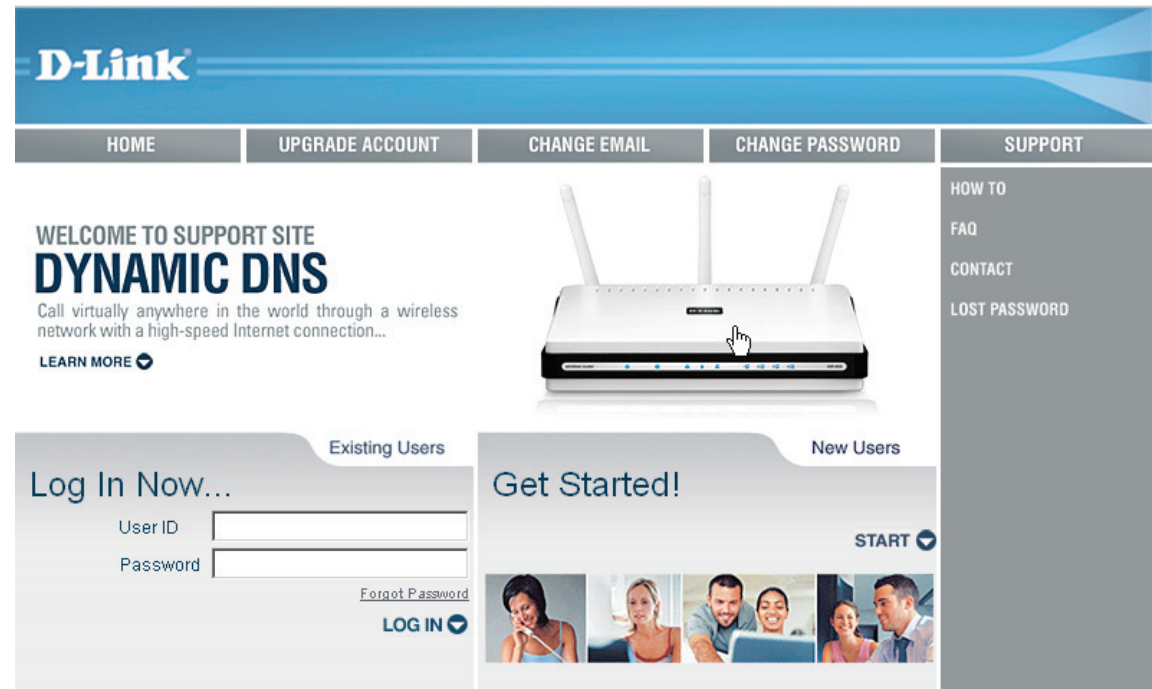 D-Link
HOME
UPGRADE ACCOUNT
CHANGE EMAIL
CHANGE PASSWORD
SUPPORT
HOW TO
FAQ
CONTACT
LOST PASSWORD
WELCOME TO SUPPORT SITE
DYNAMIC DNS
Call virtually anywhere in the world through a wireless
network with a high-speed Internet connection...
LEARN MORE
Existing Users
Log In Now...
User ID
Password
Forgot Password
LOG IN
New Users
Get Started!
START